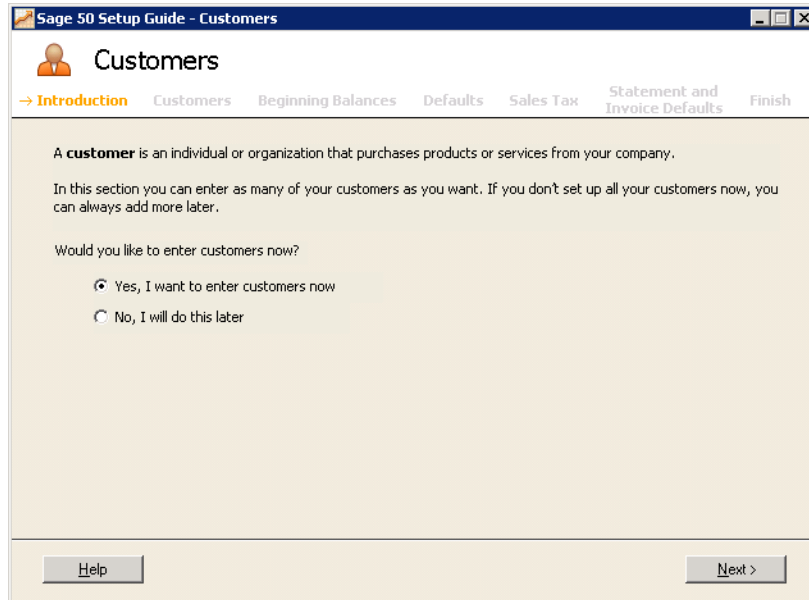 Sage 50 Setup Guide - Customers
Customers
→ Introduction Customers Beginning Balances Defaults Sales Tax Statement and Invoice Defaults Finish
A customer is an individual or organization that purchases products or services from your company.
In this section you can enter as many of your customers as you want. If you don't set up all your customers now, you
can always add more later.
Would you like to enter customers now?
Yes, I want to enter customers now
No, I will do this later
Help Next >